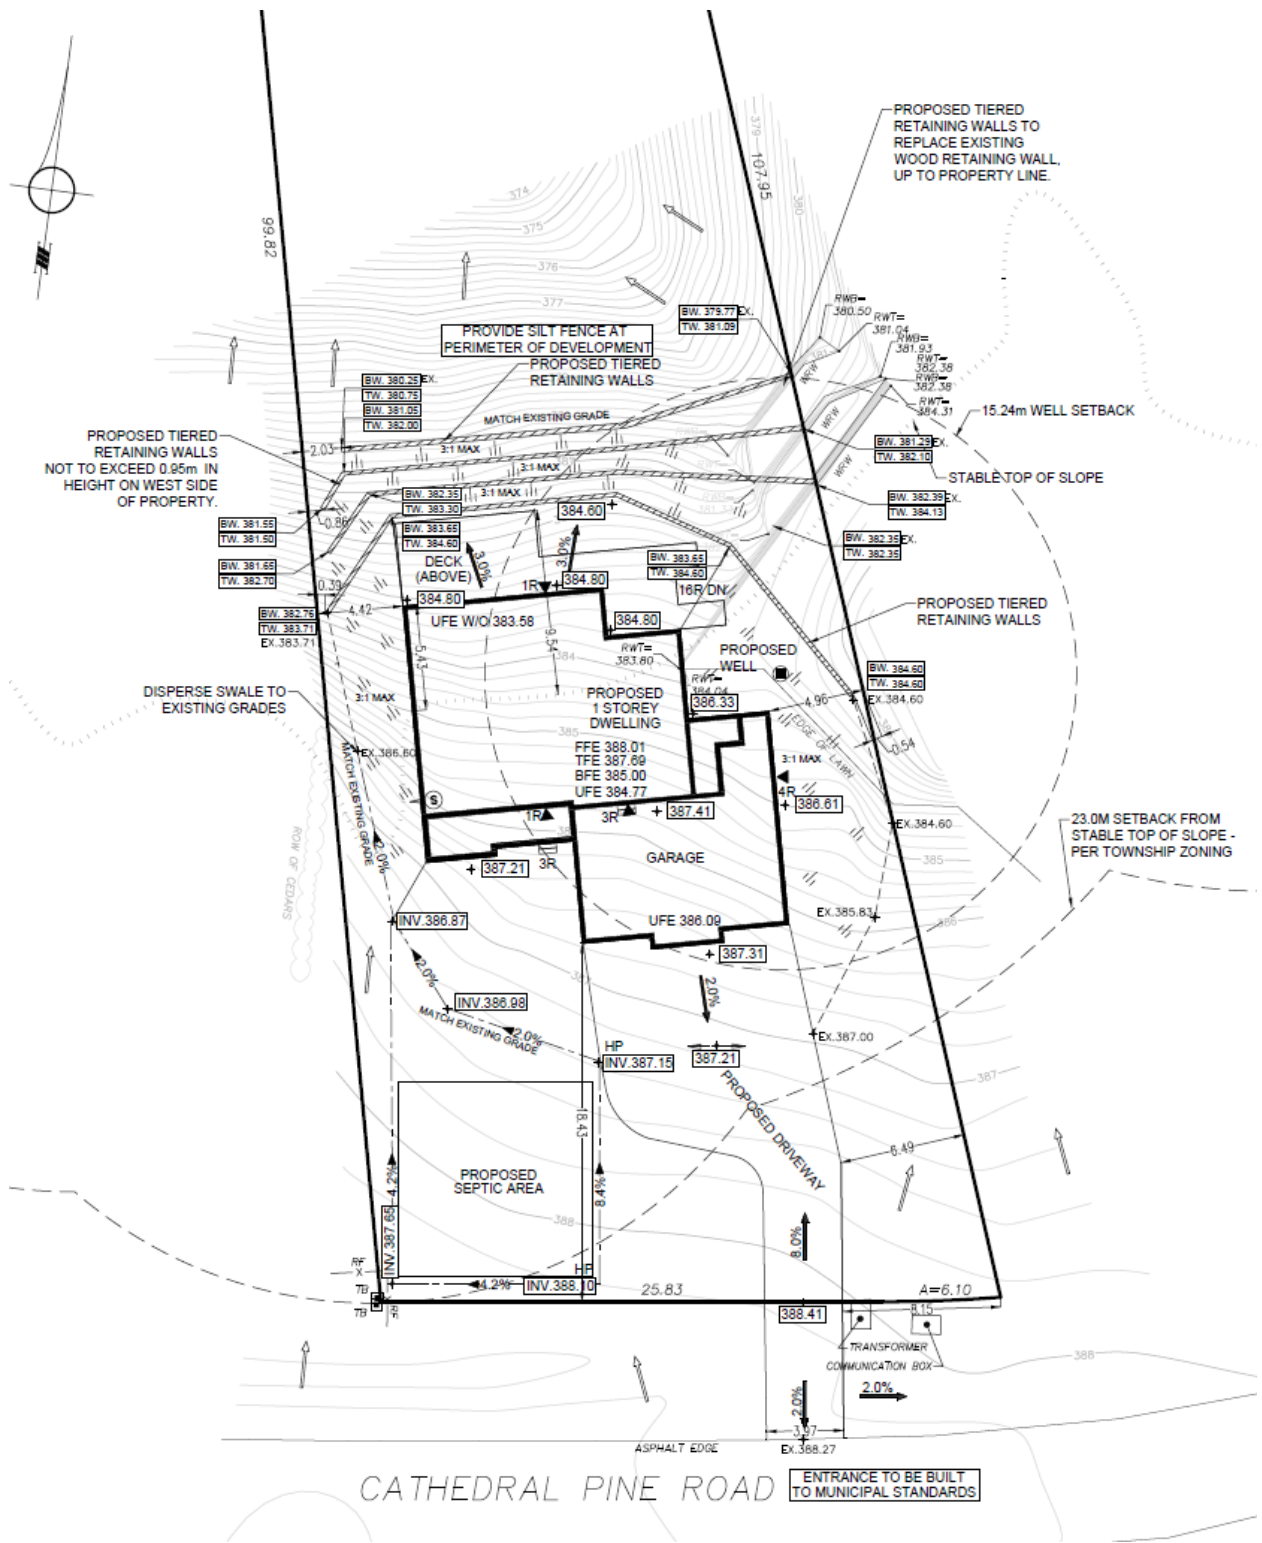 PROPOSED TIERED
RETAINING WALLS TO
REPLACE EXISTING
WOOD RETAINING WALL,
UP TO PROPERTY LINE.
379
107.95
380
374
375
376
377
99.82
RWB=
380.50
RWT=
381.04
RWB=
381.93
RWT=
382.38
RWB=
382.38
RWT=
384.31
BW. 379.77 EX.
TW. 381.09
PROVIDE SILT FENCE AT
PERIMETER OF DEVELOPMENT
PROPOSED TIERED
RETAINING WALLS
381
WRW
WRW
WRW
BW. 380.25 EX.
TW. 380.75
BW. 381.05
TW. 382.00
MATCH EXISTING GRADE
15.24m WELL SETBACK
PROPOSED TIERED
RETAINING WALLS
NOT TO EXCEED 0.95m IN
HEIGHT ON WEST SIDE
OF PROPERTY.
2.03
3:1 MAX
3:1 MAX
3:1 MAX
BW. 381.29 EX.
TW. 382.10
STABLE TOP OF SLOPE
BW. 382.39 EX.
TW. 384.13
BW. 382.35
TW. 383.30
BW. 381.55
TW. 381.50
0.86
BW. 383.65
TW. 384.60
384.60
BW. 382.35 EX.
TW. 382.35
BW. 381.65
TW. 382.70
DECK
(ABOVE)
3.0%
3.0%
BW. 383.65
TW. 384.60
16R DN
0.39
1R
384.80
384.80
384.80
BW. 382.76
TW. 383.71
EX.383.71
4.42
UFE W/O 383.58
9.54
5.43
384
RWT=
383.80
RWT=
384.04
PROPOSED
WELL
PROPOSED TIERED
RETAINING WALLS
BW. 384.60
TW. 384.60
EX.384.60
DISPERSE SWALE TO
EXISTING GRADES
3:1 MAX
PROPOSED
1 STOREY
DWELLING
386.33
4.96
EDGE OF LAWN
0.54
385
FFE 388.01
TFE 387.69
BFE 385.00
UFE 384.77
EX.386.60
MATCH EXISTING GRADE
2.0%
3:1 MAX
4R
386.61
S
1R
3R
387.41
EX.384.60
23.0M SETBACK FROM
STABLE TOP OF SLOPE -
PER TOWNSHIP ZONING
ROW OF CEDARS
387.21
3R
GARAGE
385
INV.386.87
UFE 386.09
EX.385.83
386
387.31
2.0%
387
2.0%
INV.386.98
MATCH EXISTING GRADE
2.0%
EX.387.00
HP
INV.387.15
387.21
387
PROPOSED DRIVEWAY
18.43
6.49
PROPOSED
SEPTIC AREA
4.2%
8.4%
INV.387.65
388
8.0%
RF
X
TB
TB
RF
HP
4.2%
INV.388.10
25.83
A=6.10
388.41
8.15
TRANSFORMER
COMMUNICATION BOX
388
2.0%
2.0%
3.97
ASPHALT EDGE
EX.388.27
CATHEDRAL PINE ROAD
ENTRANCE TO BE BUILT
TO MUNICIPAL STANDARDS